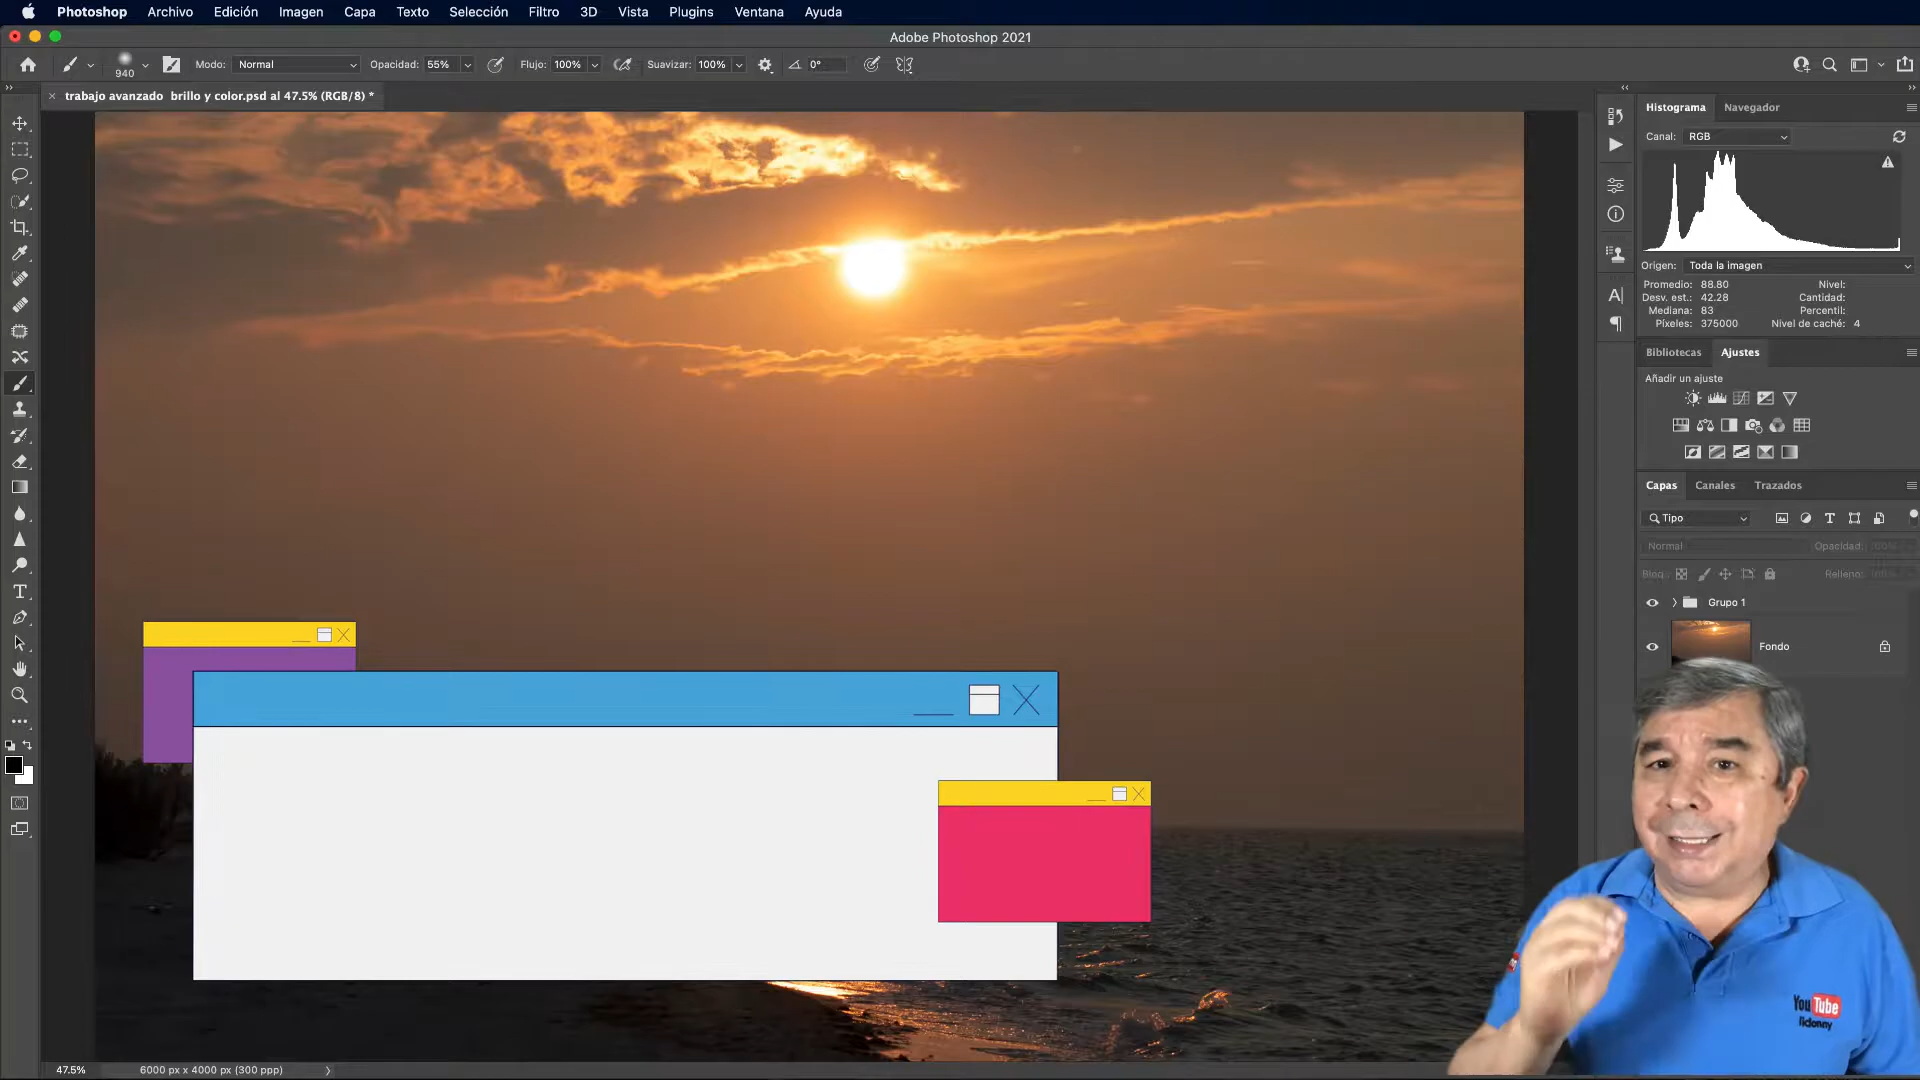 Photoshop Archivo Edición Imagen Capa Texto Selección Filtro 3D Vista Plugins Ventana Ayuda
Adobe Photoshop 2021
940 Modo: Normal Opacidad: 55% Flujo: 100% Suavizar: 100% 0°
trabajo avanzado brillo y color.psd al 47.5% (RGB/8) *
Histograma Navegador
Canal: RGB
Origen: Toda la imagen
Promedio: 88.80 Nivel:
Desv. est.: 42.28 Cantidad:
Mediana: 83 Percentil:
Píxeles: 375000 Nivel de caché: 4
Bibliotecas Ajustes
Añadir un ajuste
Capas Canales Trazados
Tipo
Normal Opacidad:
Bloq.: Relleno:
Grupo 1
Fondo
YouTube
lidonny
47.5% 6000 px x 4000 px (300 ppp)